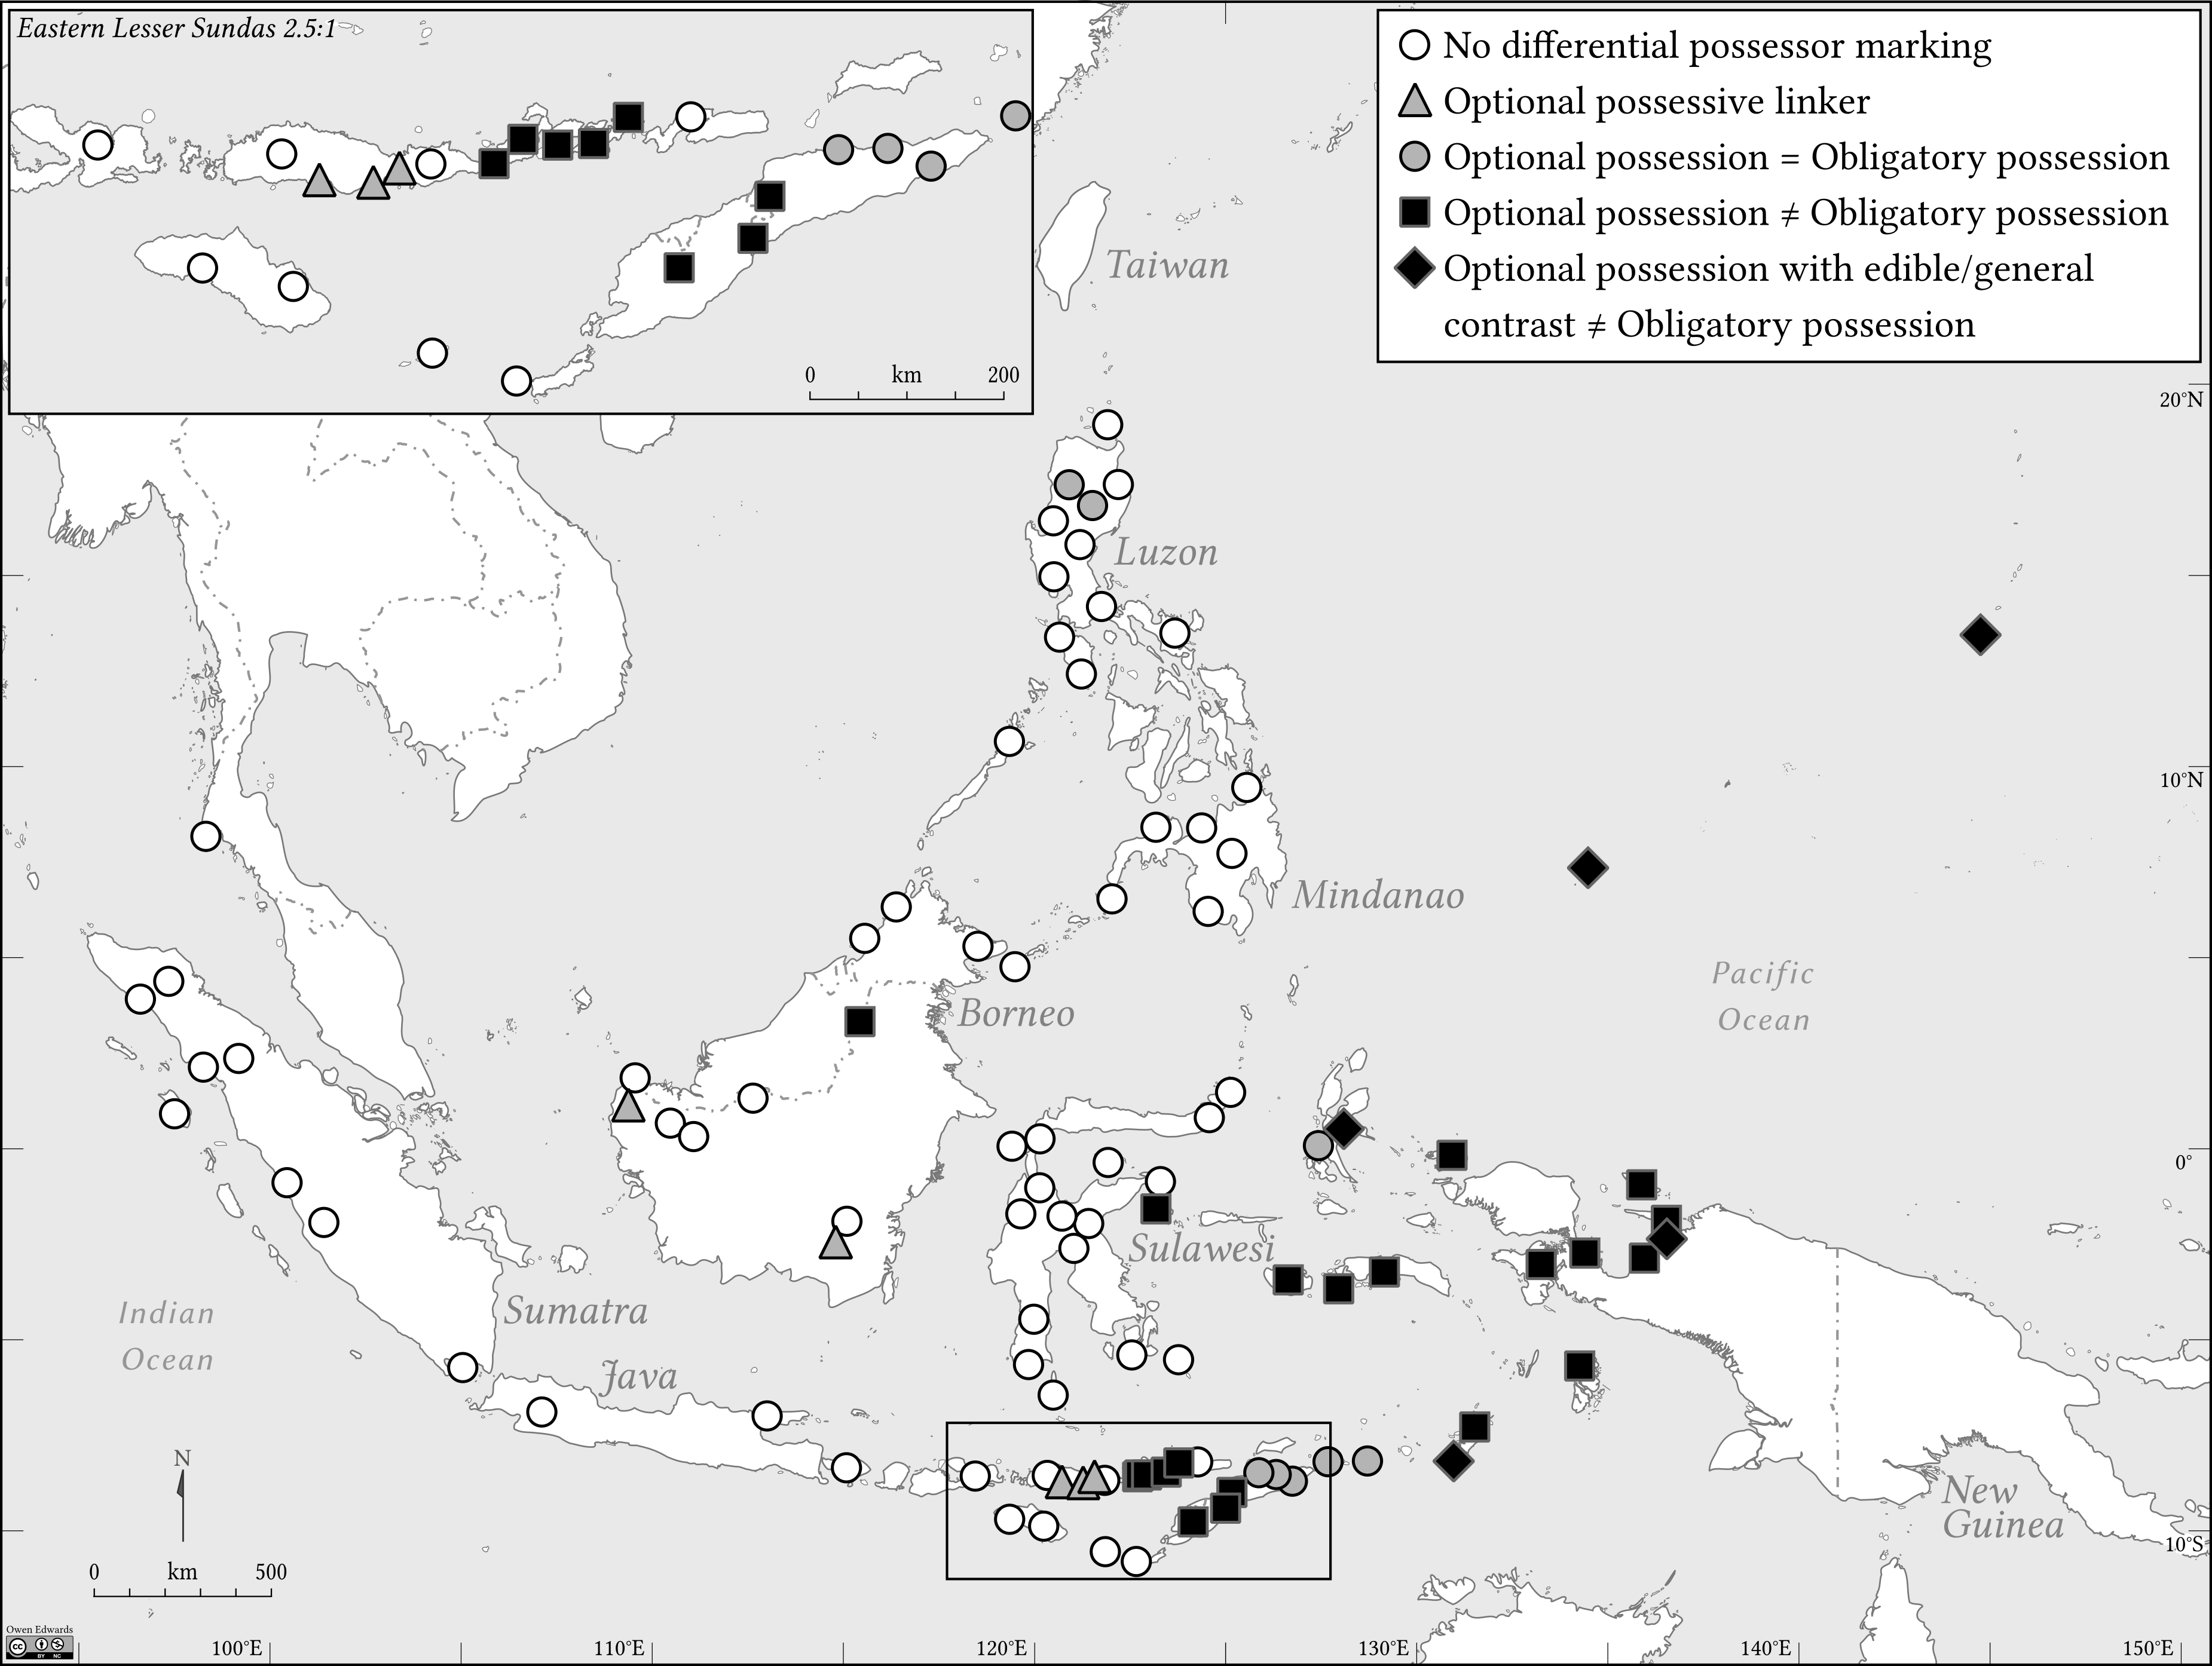 Eastern Lesser Sundas 2.5:1
0 km 200
No differential possessor marking
Optional possessive linker
Optional possession = Obligatory possession
Optional possession ≠ Obligatory possession
Optional possession with edible/general
contrast ≠ Obligatory possession
Taiwan
20°N
Luzon
10°N
Mindanao
Pacific
Ocean
Borneo
0°
Sulawesi
Indian
Ocean
Sumatra
Java
N
New
Guinea
10°S
0 km 500
Owen Edwards
cc
BY NC
100°E
110°E
120°E
130°E
140°E
150°E